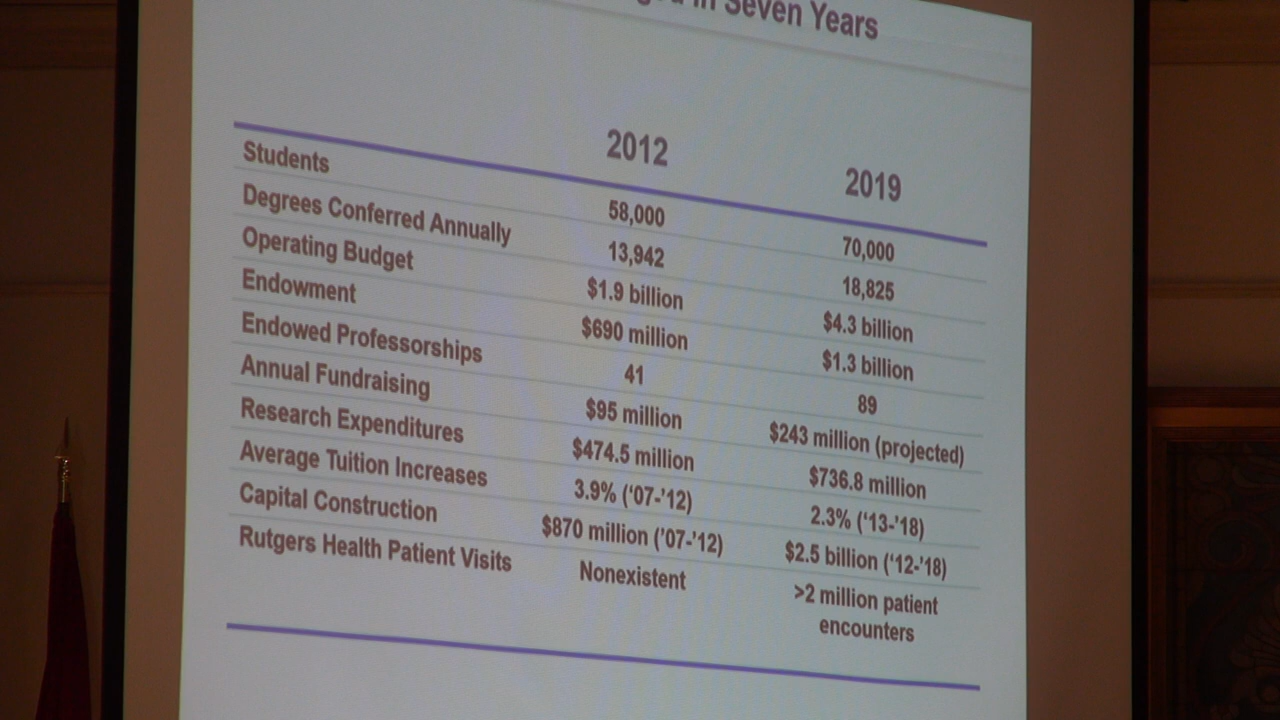 in Seven Years
2012 2019
Students 58,000 70,000
Degrees Conferred Annually 13,942 18,825
Operating Budget $1.9 billion $4.3 billion
Endowment $690 million $1.3 billion
Endowed Professorships 41 89
Annual Fundraising $95 million $243 million (projected)
Research Expenditures $474.5 million $736.8 million
Average Tuition Increases 3.9% (‘07-’12) 2.3% (‘13-’18)
Capital Construction $870 million (’07-’12) $2.5 billion (‘12-’18)
Rutgers Health Patient Visits Nonexistent >2 million patient
encounters